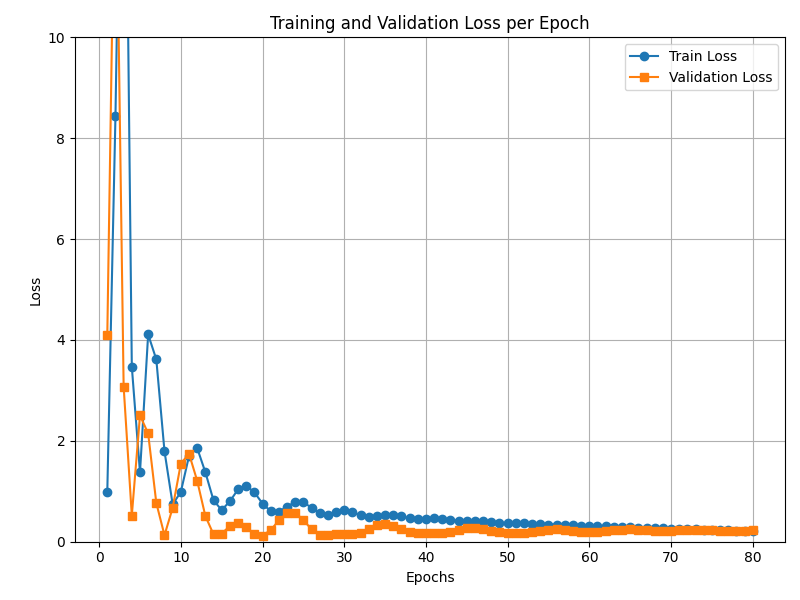 Training and Validation Loss per Epoch
Train Loss
Validation Loss
Loss
10
8
6
4
2
0
0 10 20 30 40 50 60 70 80
Epochs